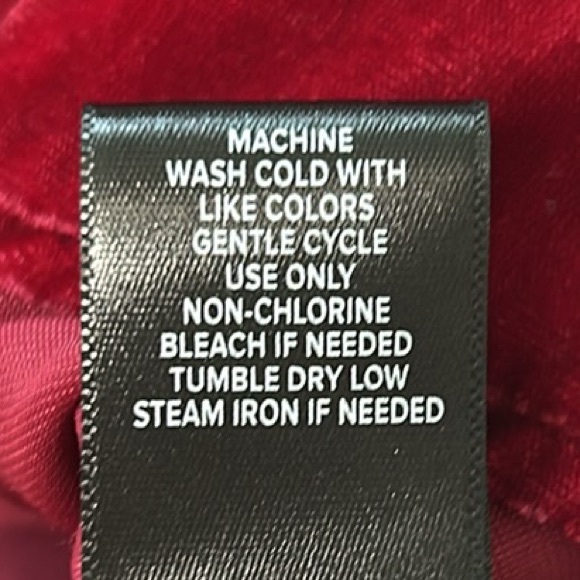 MACHINE
WASH COLD WITH
LIKE COLORS
GENTLE CYCLE
USE ONLY
NON-CHLORINE
BLEACH IF NEEDED
TUMBLE DRY LOW
STEAM IRON IF NEEDED